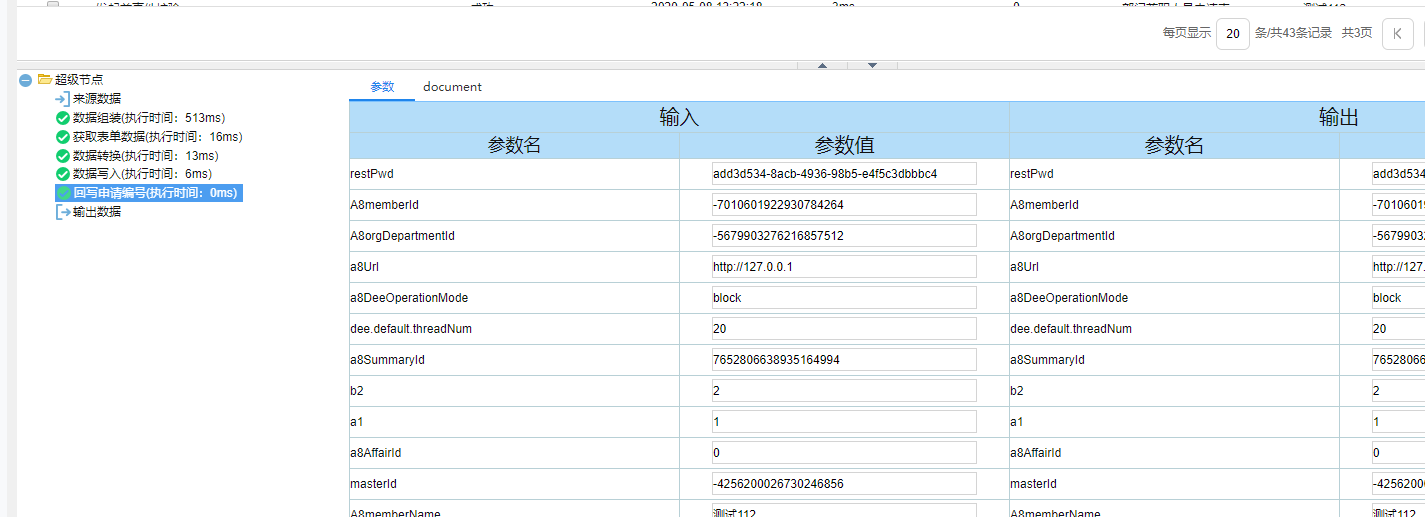 2020-05-08 12:22:18 3ms 0 测试112
每页显示 20 条/共43条记录 共3页
超级节点
来源数据
数据组装(执行时间：513ms)
获取表单数据(执行时间：16ms)
数据转换(执行时间：13ms)
数据写入(执行时间：6ms)
回写申请编号(执行时间：0ms)
输出数据
参数 document
输入 输出
参数名 参数值 参数名
restPwd add3d534-8acb-4936-98b5-e4f5c3dbbbc4 restPwd add3d534
A8memberId -7010601922930784264 A8memberId -7010601
A8orgDepartmentId -5679903276216857512 A8orgDepartmentId -5679903
a8Url http://127.0.0.1 a8Url http://127.
a8DeeOperationMode block a8DeeOperationMode block
dee.default.threadNum 20 dee.default.threadNum 20
a8SummaryId 7652806638935164994 a8SummaryId 7652806
b2 2 b2 2
a1 1 a1 1
a8AffairId 0 a8AffairId 0
masterId -4256200026730246856 masterId -4256200
A8memberName 测试112 A8memberName 测试112